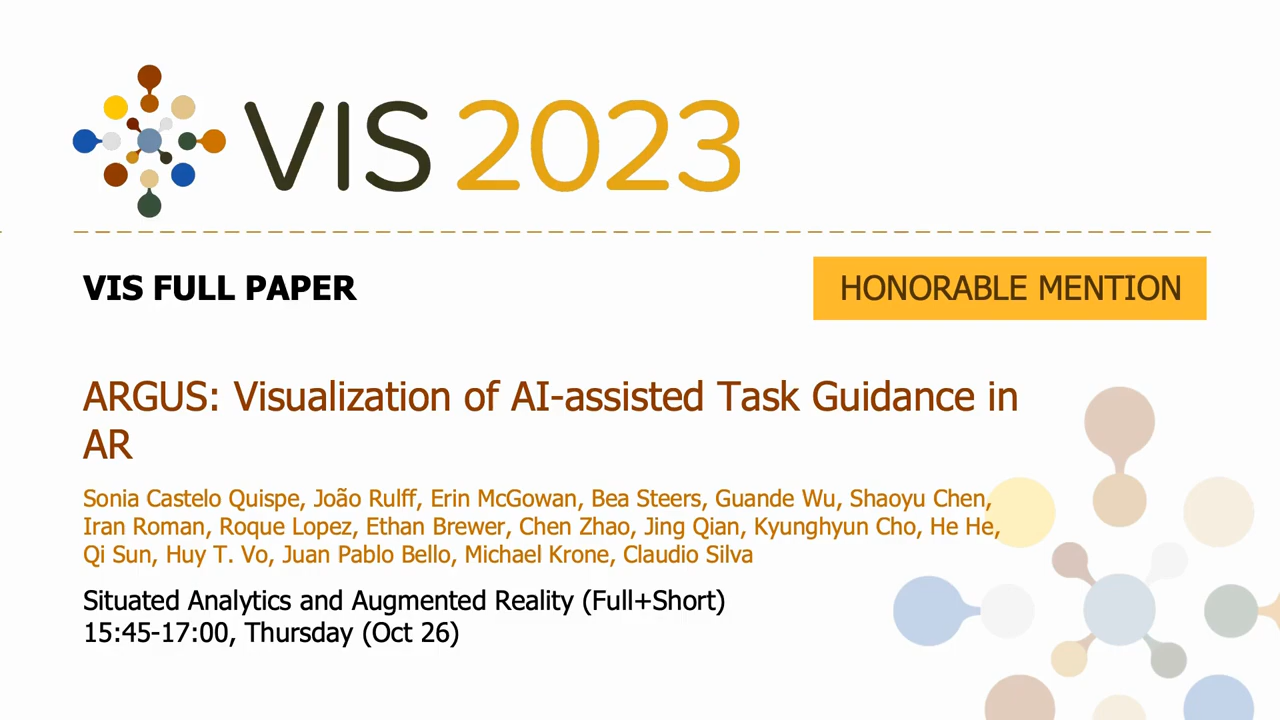 VIS 2023
VIS FULL PAPER
HONORABLE MENTION
ARGUS: Visualization of AI-assisted Task Guidance in
AR
Sonia Castelo Quispe, João Rulff, Erin McGowan, Bea Steers, Guande Wu, Shaoyu Chen,
Iran Roman, Roque Lopez, Ethan Brewer, Chen Zhao, Jing Qian, Kyunghyun Cho, He He,
Qi Sun, Huy T. Vo, Juan Pablo Bello, Michael Krone, Claudio Silva
Situated Analytics and Augmented Reality (Full+Short)
15:45-17:00, Thursday (Oct 26)